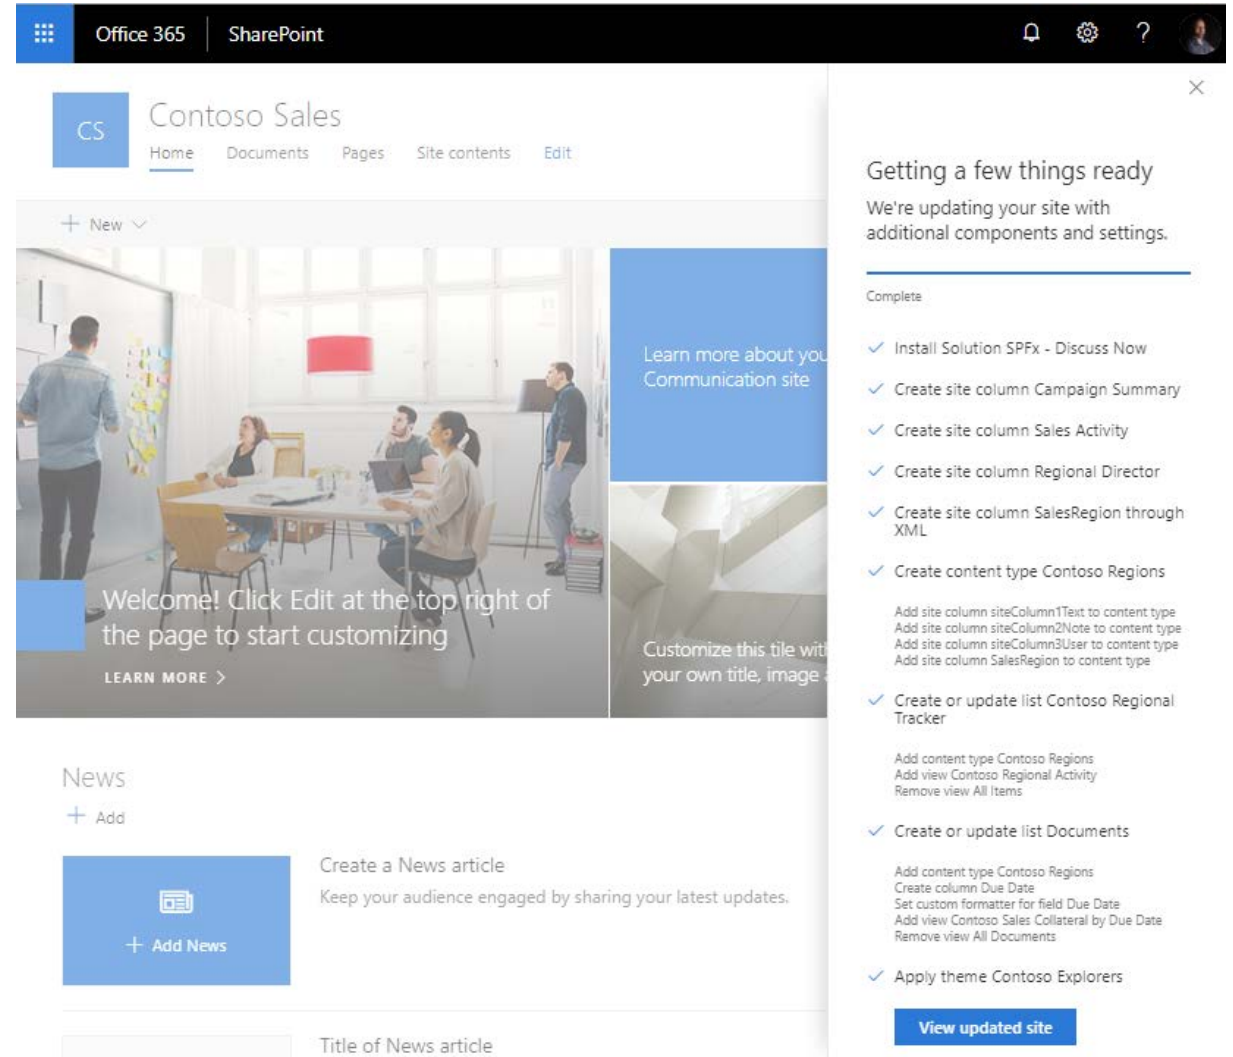 Office 365
SharePoint
?
CS
Contoso Sales
Home
Documents
Pages
Site contents
Edit
New
Learn more about you
Communication site
Welcome! Click Edit at the top right of
the page to start customizing
LEARN MORE
Customize this tile with
your own title, image
News
Add
Add News
Create a News article
Keep your audience engaged by sharing your latest updates.
Title of News article
Getting a few things ready
We're updating your site with
additional components and settings.
Complete
Install Solution SPFx - Discuss Now
Create site column Campaign Summary
Create site column Sales Activity
Create site column Regional Director
Create site column SalesRegion through
XML
Create content type Contoso Regions
Add site column siteColumn1Text to content type
Add site column siteColumn2Note to content type
Add site column siteColumn3User to content type
Add site column SalesRegion to content type
Create or update list Contoso Regional
Tracker
Add content type Contoso Regions
Add view Contoso Regional Activity
Remove view All Items
Create or update list Documents
Add content type Contoso Regions
Create column Due Date
Set custom formatter for field Due Date
Add view Contoso Sales Collateral by Due Date
Remove view All Documents
Apply theme Contoso Explorers
View updated site